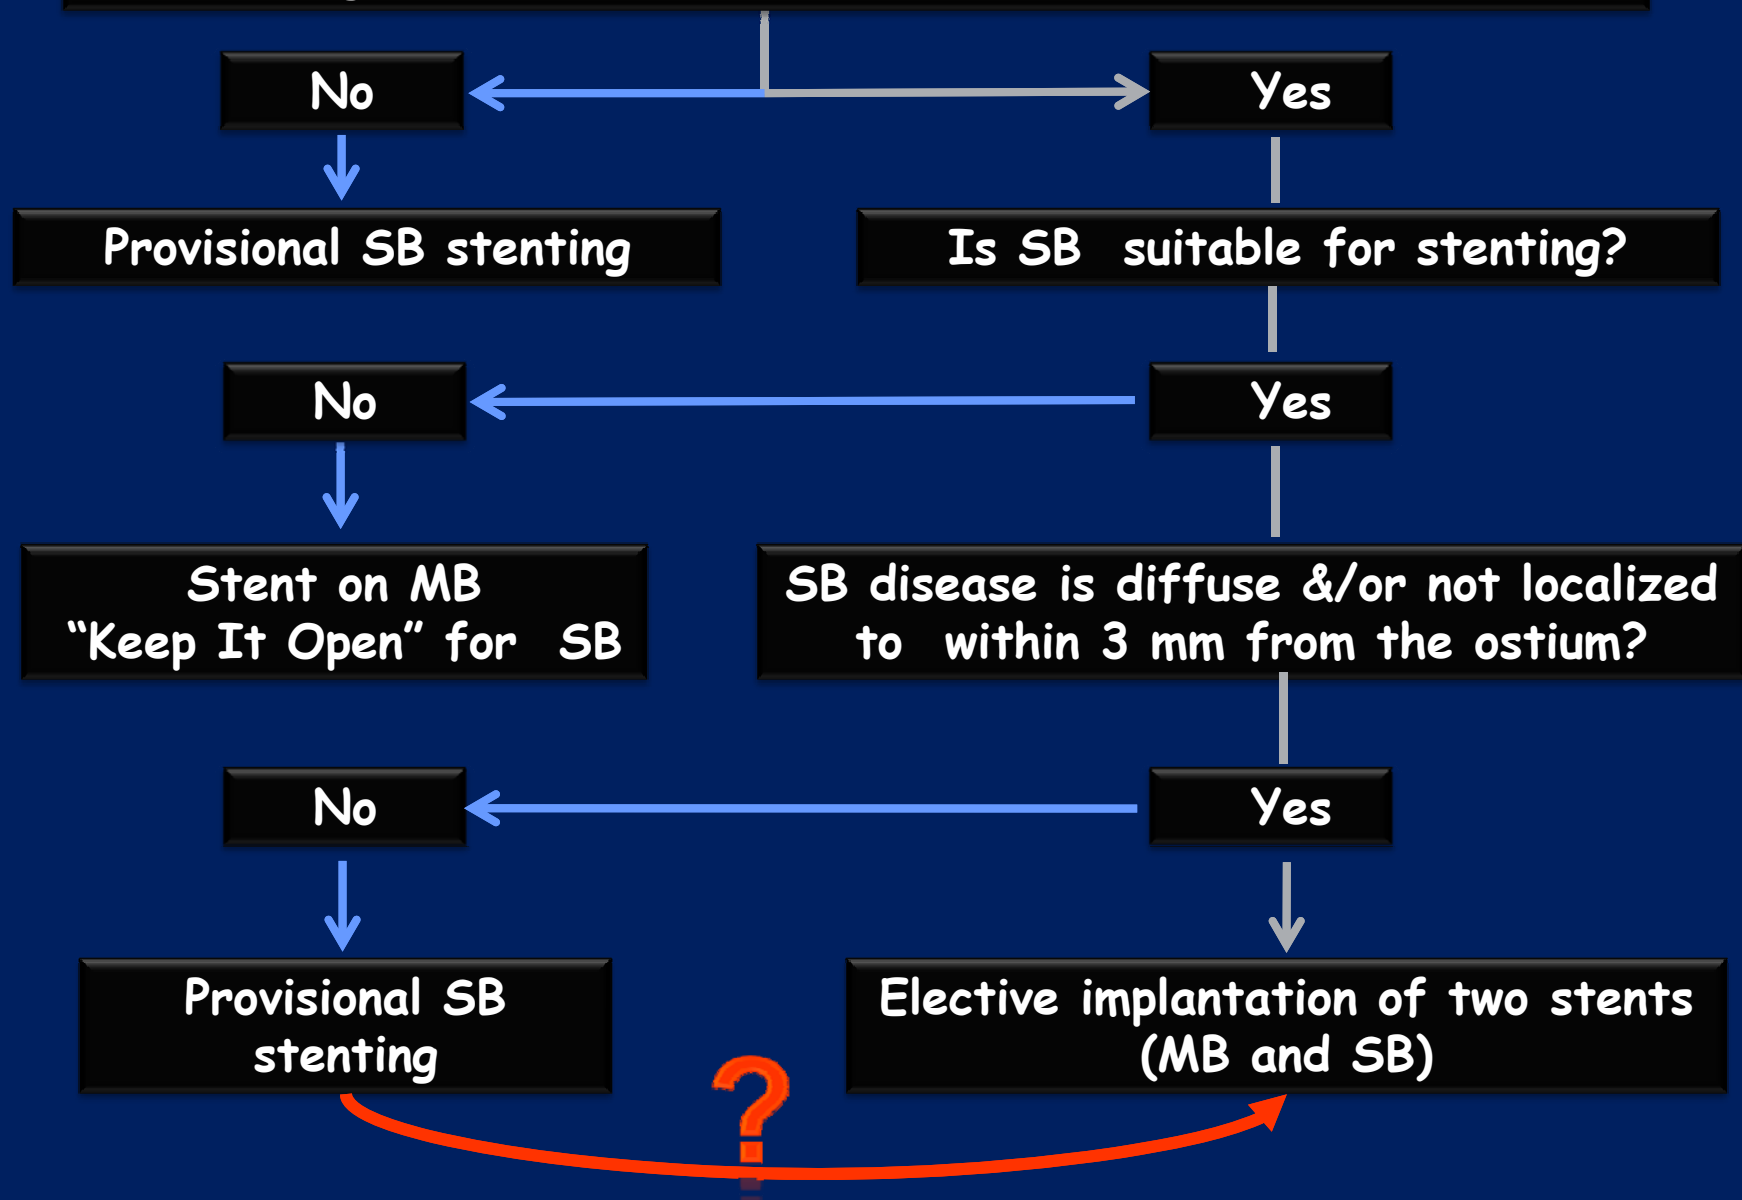 No
Yes
Provisional SB stenting
Is SB suitable for stenting?
No
Yes
Stent on MB
“Keep It Open” for SB
SB disease is diffuse &/or not localized
to within 3 mm from the ostium?
No
Yes
Provisional SB
stenting
Elective implantation of two stents
(MB and SB)
?